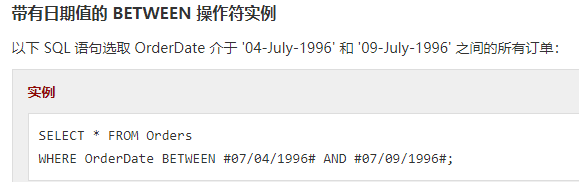 带有日期值的 BETWEEN 操作符实例
以下 SQL 语句选取 OrderDate 介于 '04-July-1996' 和 '09-July-1996' 之间的所有订单：
实例
SELECT * FROM Orders
WHERE OrderDate BETWEEN #07/04/1996# AND #07/09/1996#;